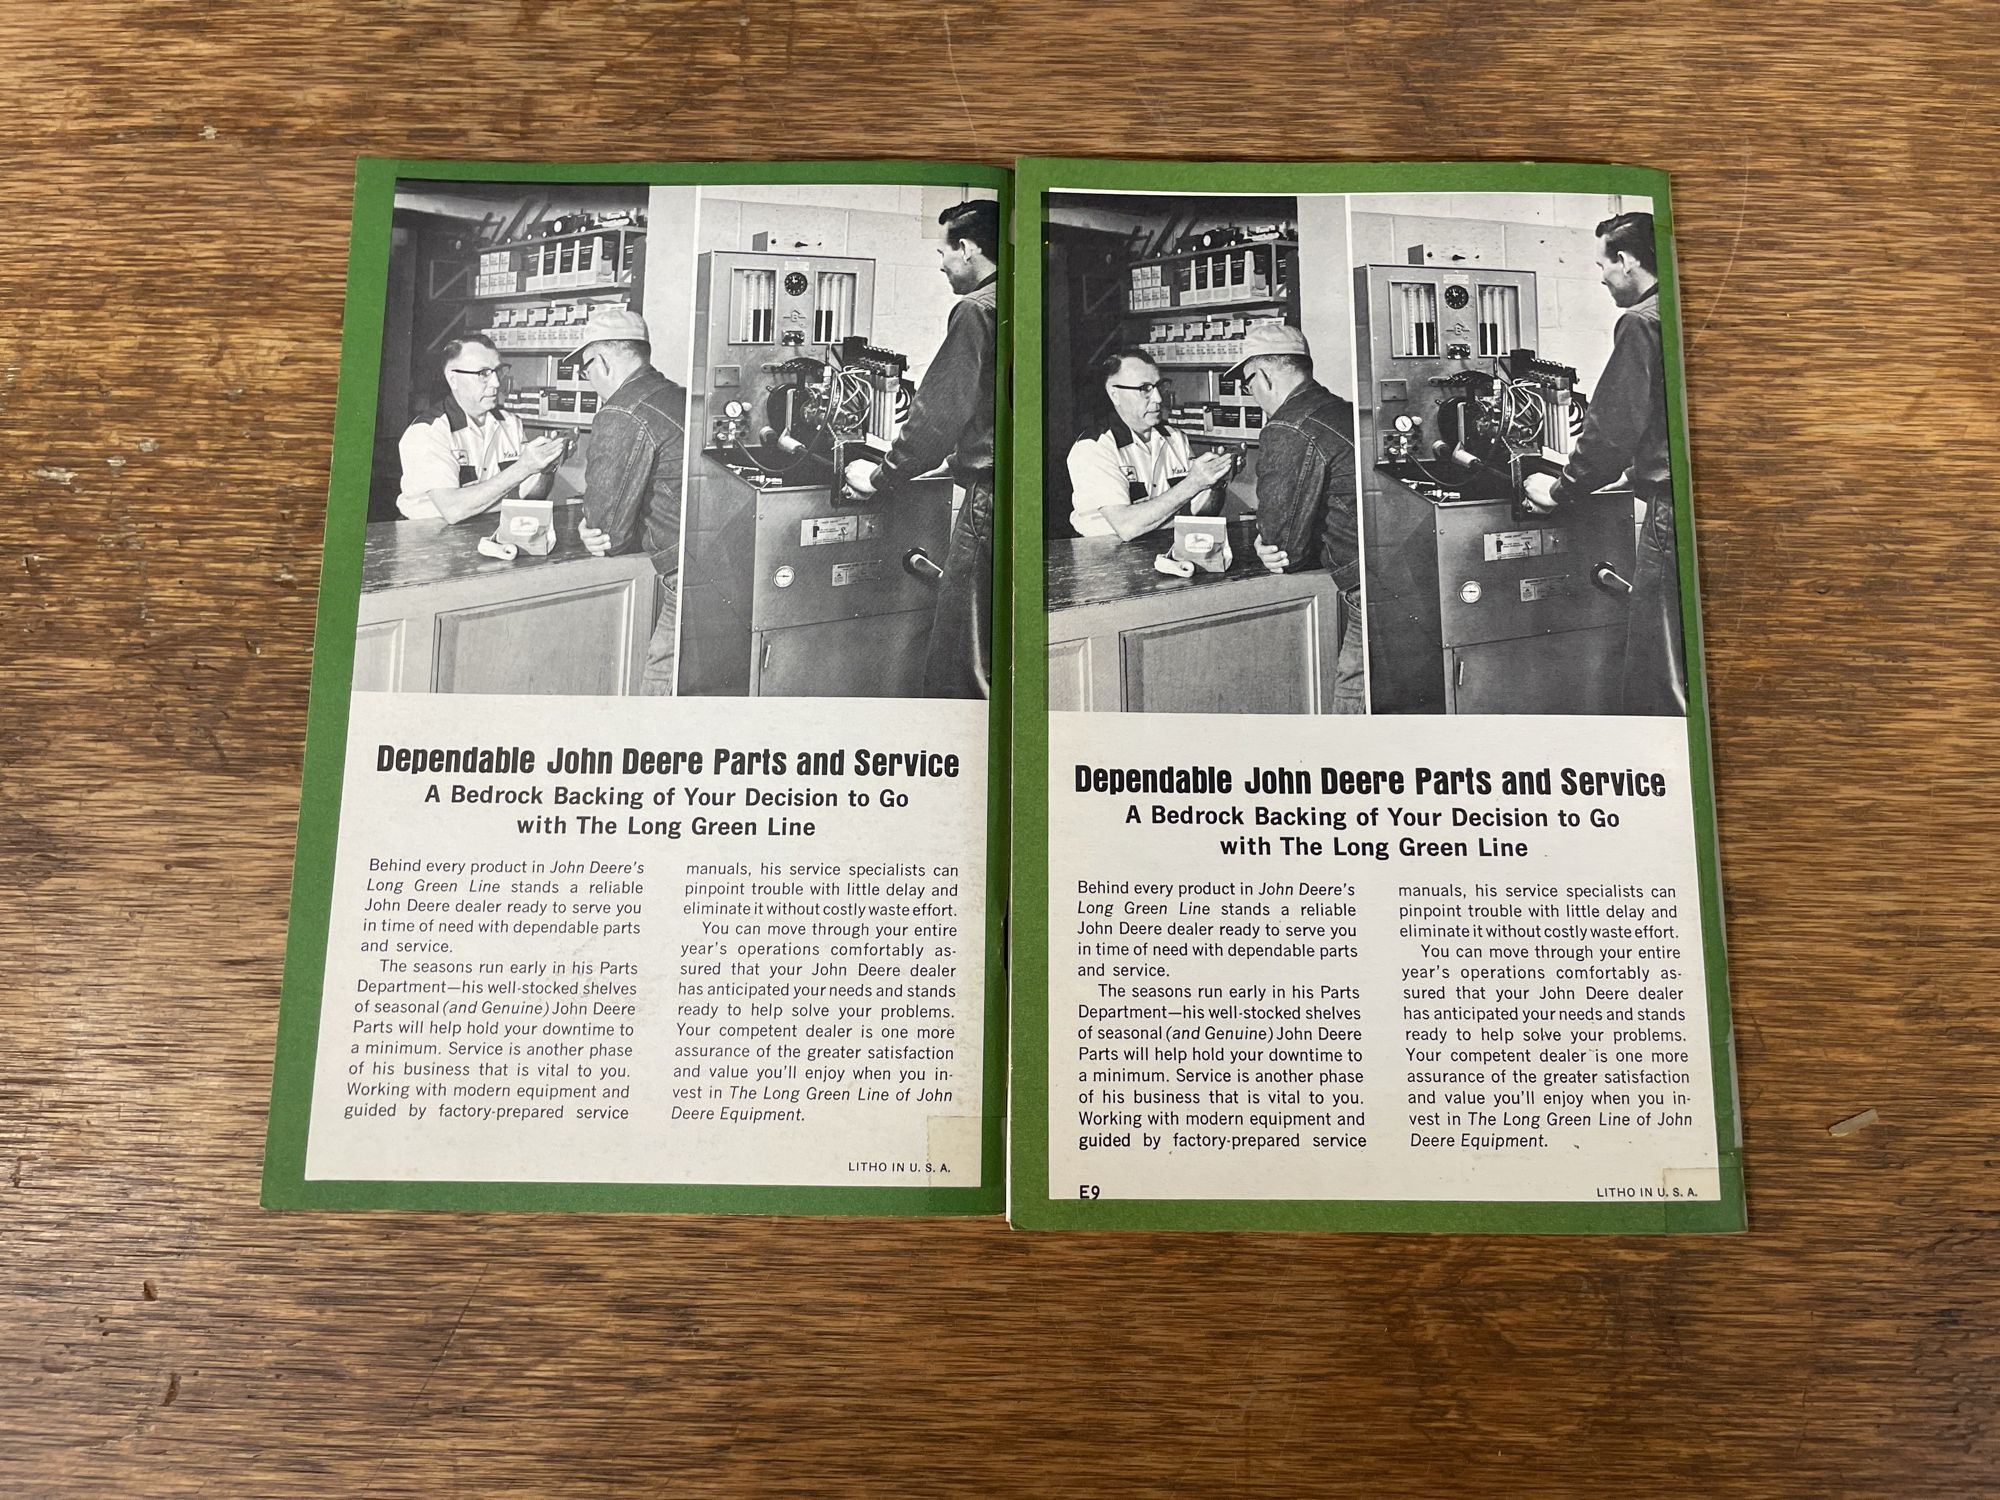 Dependable John Deere Parts and Service
A Bedrock Backing of Your Decision to Go
with The Long Green Line
Behind every product in John Deere's
Long Green Line stands a reliable
John Deere dealer ready to serve you
in time of need with dependable parts
and service.
The seasons run early in his Parts
Department—his well-stocked shelves
of seasonal (and Genuine) John Deere
Parts will help hold your downtime to
a minimum. Service is another phase
of his business that is vital to you.
Working with modern equipment and
guided by factory-prepared service
manuals, his service specialists can
pinpoint trouble with little delay and
eliminate it without costly waste effort.
You can move through your entire
year's operations comfortably as-
sured that your John Deere dealer
has anticipated your needs and stands
ready to help solve your problems.
Your competent dealer is one more
assurance of the greater satisfaction
and value you'll enjoy when you in-
vest in The Long Green Line of John
Deere Equipment.
LITHO IN U. S. A.
Dependable John Deere Parts and Service
A Bedrock Backing of Your Decision to Go
with The Long Green Line
Behind every product in John Deere's
Long Green Line stands a reliable
John Deere dealer ready to serve you
in time of need with dependable parts
and service.
The seasons run early in his Parts
Department—his well-stocked shelves
of seasonal (and Genuine) John Deere
Parts will help hold your downtime to
a minimum. Service is another phase
of his business that is vital to you.
Working with modern equipment and
guided by factory-prepared service
manuals, his service specialists can
pinpoint trouble with little delay and
eliminate it without costly waste effort.
You can move through your entire
year's operations comfortably as-
sured that your John Deere dealer
has anticipated your needs and stands
ready to help solve your problems.
Your competent dealer is one more
assurance of the greater satisfaction
and value you'll enjoy when you in-
vest in The Long Green Line of John
Deere Equipment.
E9
LITHO IN U. S. A.